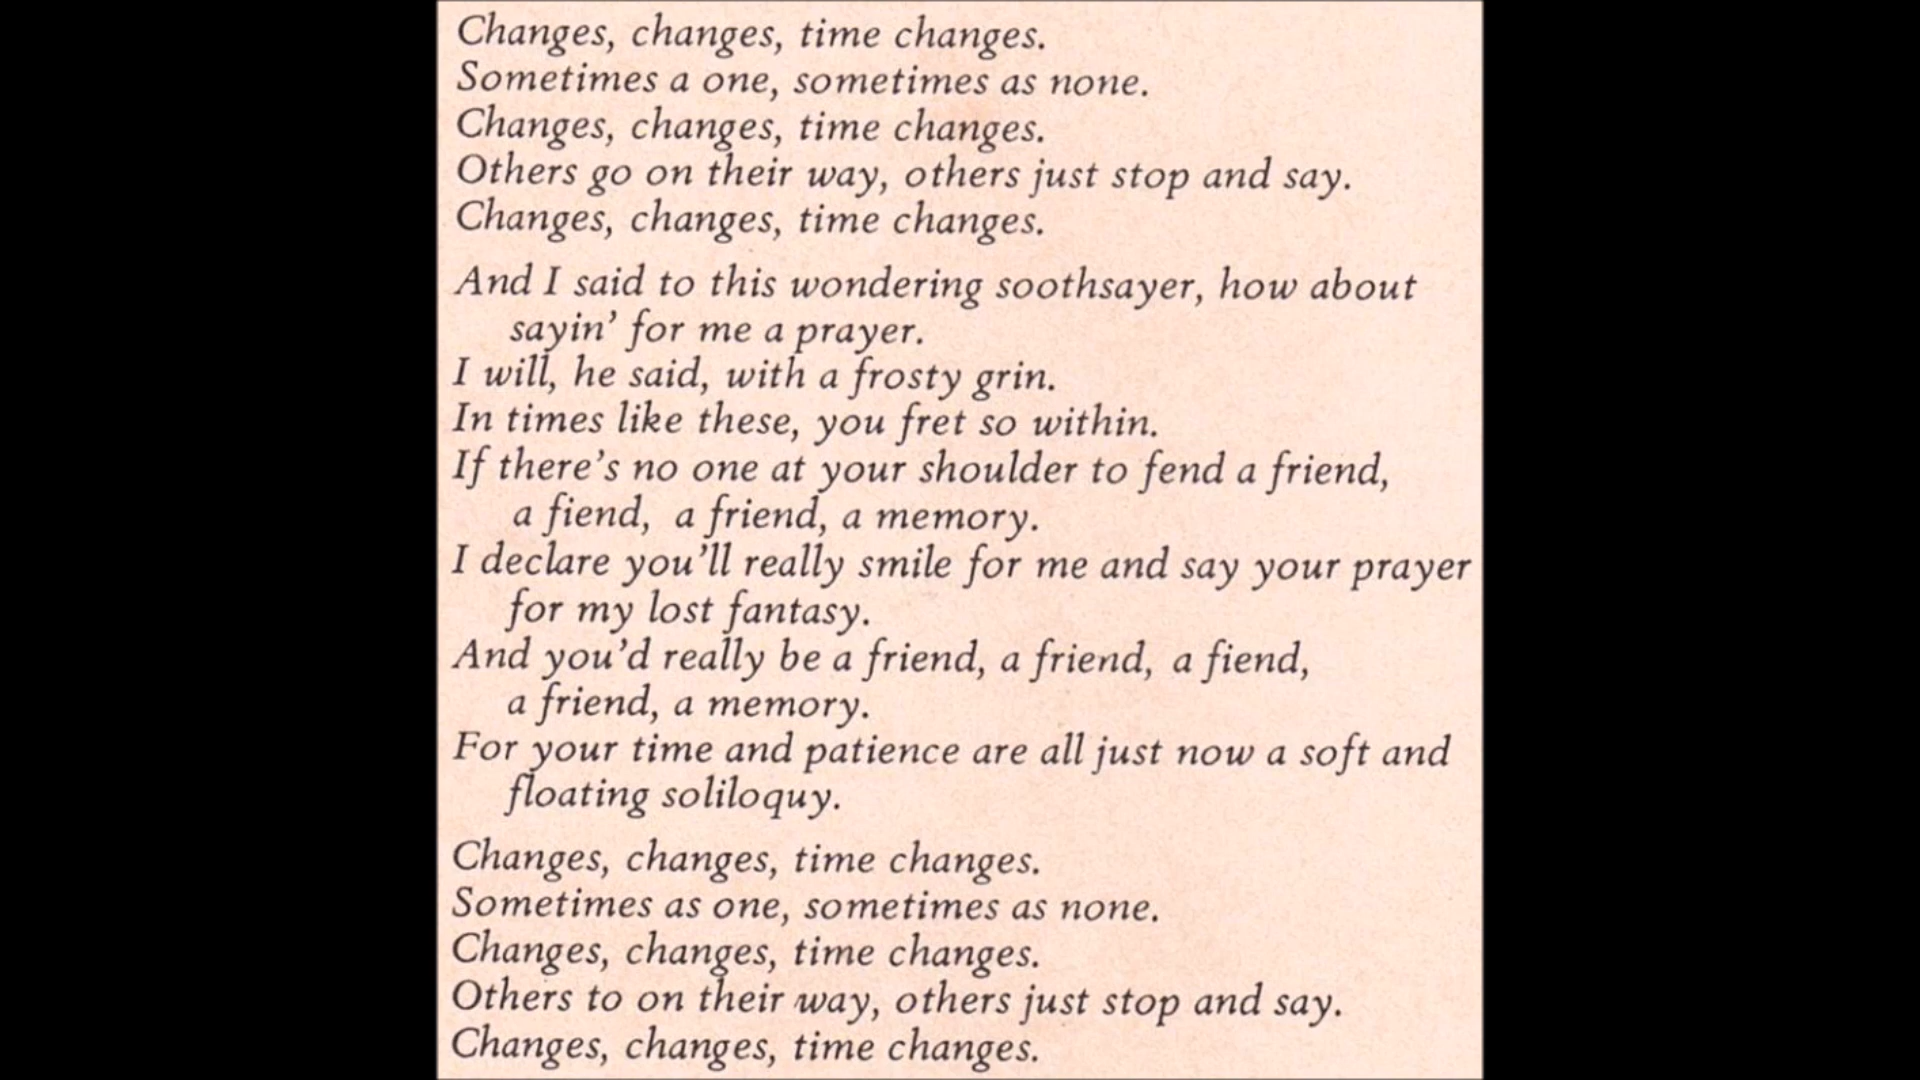 Changes, changes, time changes.
Sometimes a one, sometimes as none.
Changes, changes, time changes.
Others go on their way, others just stop and say.
Changes, changes, time changes.
And I said to this wondering soothsayer, how about
sayin' for me a prayer.
I will, he said, with a frosty grin.
In times like these, you fret so within.
If there's no one at your shoulder to fend a friend,
a fiend, a friend, a memory.
I declare you'll really smile for me and say your prayer
for my lost fantasy.
And you'd really be a friend, a friend, a fiend,
a friend, a memory.
For your time and patience are all just now a soft and
floating soliloquy.
Changes, changes, time changes.
Sometimes as one, sometimes as none.
Changes, changes, time changes.
Others to on their way, others just stop and say.
Changes, changes, time changes.